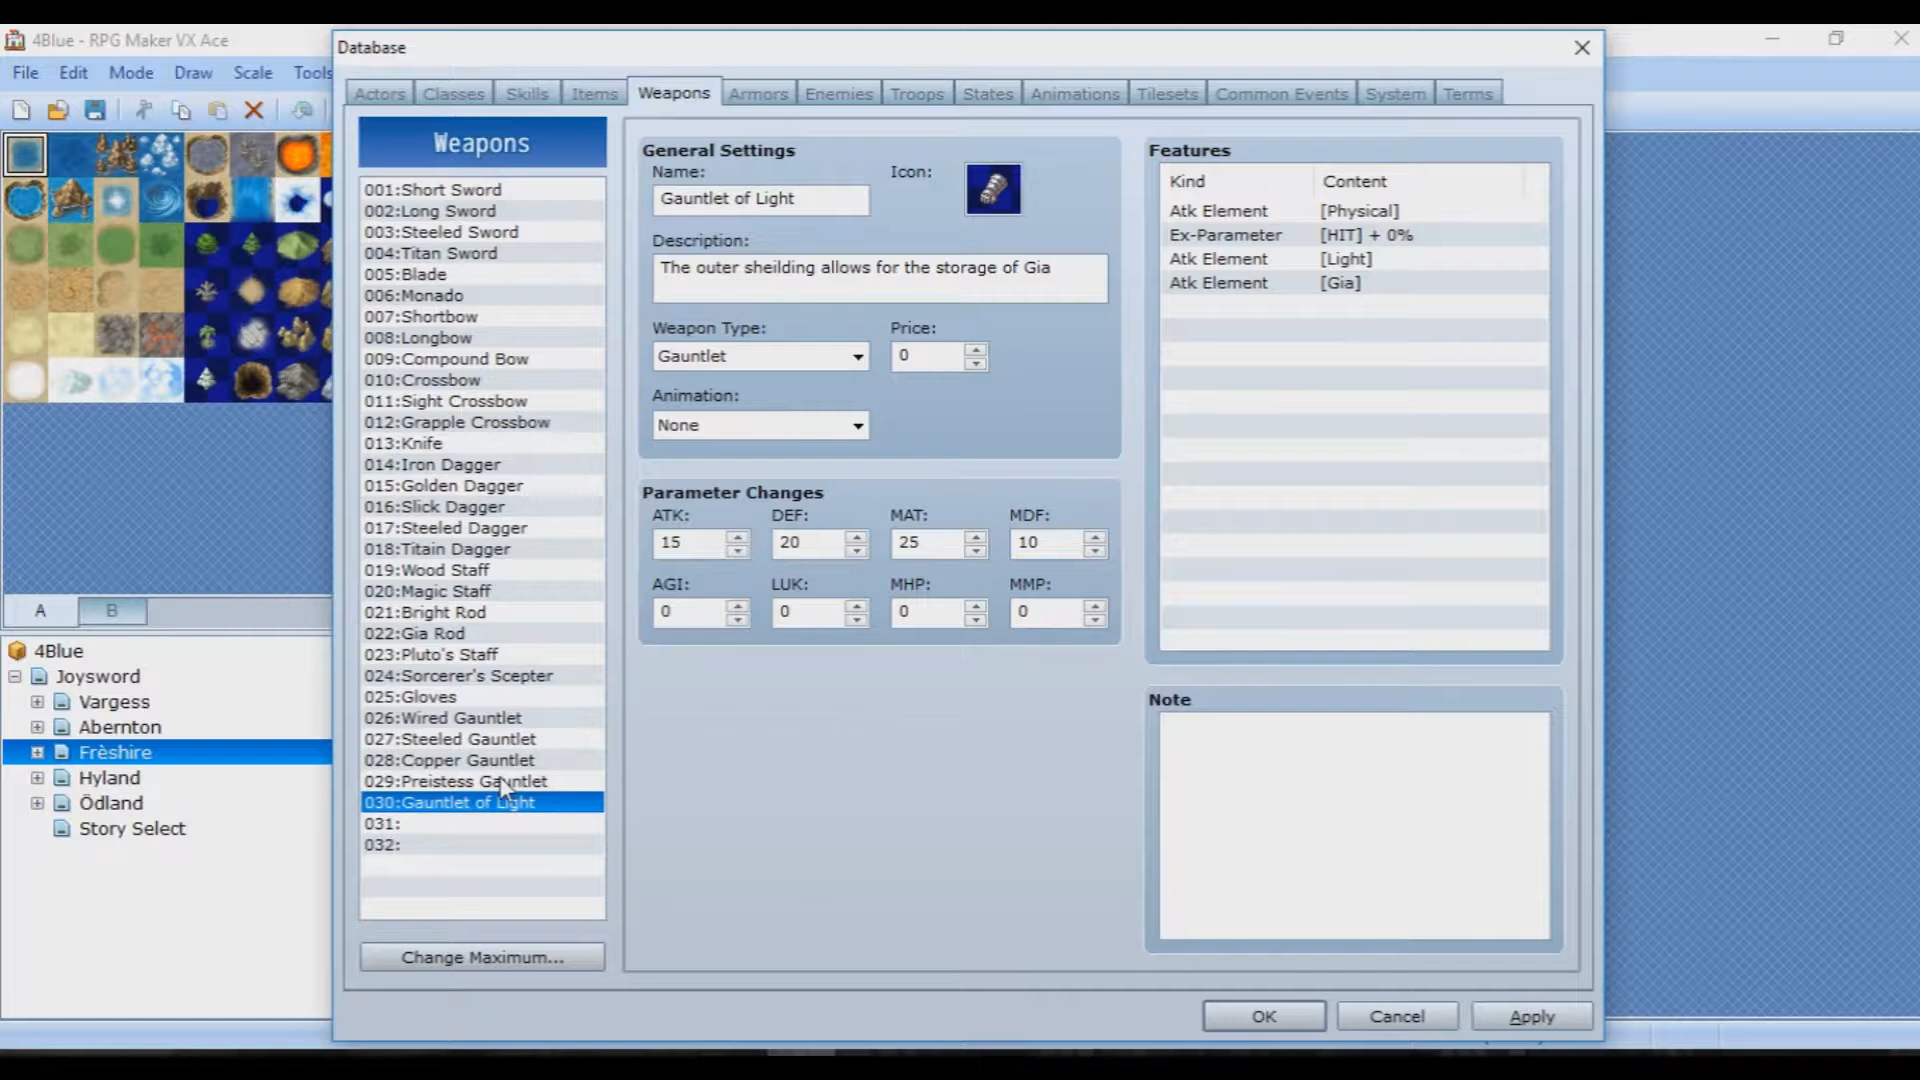 4Blue - RPG Maker VX Ace
File Edit Mode Draw Scale Tools
A B
4Blue
Joysword
Vargess
Abernton
Frèshire
Hyland
Ödland
Story Select
Database
Actors Classes Skills Items Weapons Armors Enemies Troops States Animations Tilesets Common Events System Terms
Weapons
001:Short Sword
002:Long Sword
003:Steeled Sword
004:Titan Sword
005:Blade
006:Monado
007:Shortbow
008:Longbow
009:Compound Bow
010:Crossbow
011:Sight Crossbow
012:Grapple Crossbow
013:Knife
014:Iron Dagger
015:Golden Dagger
016:Slick Dagger
017:Steeled Dagger
018:Titain Dagger
019:Wood Staff
020:Magic Staff
021:Bright Rod
022:Gia Rod
023:Pluto's Staff
024:Sorcerer's Scepter
025:Gloves
026:Wired Gauntlet
027:Steeled Gauntlet
028:Copper Gauntlet
029:Preistess Gauntlet
030:Gauntlet of Light
031:
032:
Change Maximum...
General Settings
Name: Icon:
Gauntlet of Light
Description:
The outer sheilding allows for the storage of Gia
Weapon Type: Price:
Gauntlet 0
Animation:
None
Parameter Changes
ATK: DEF: MAT: MDF:
15 20 25 10
AGI: LUK: MHP: MMP:
0 0 0 0
Features
Kind Content
Atk Element [Physical]
Ex-Parameter [HIT] + 0%
Atk Element [Light]
Atk Element [Gia]
Note
OK Cancel Apply